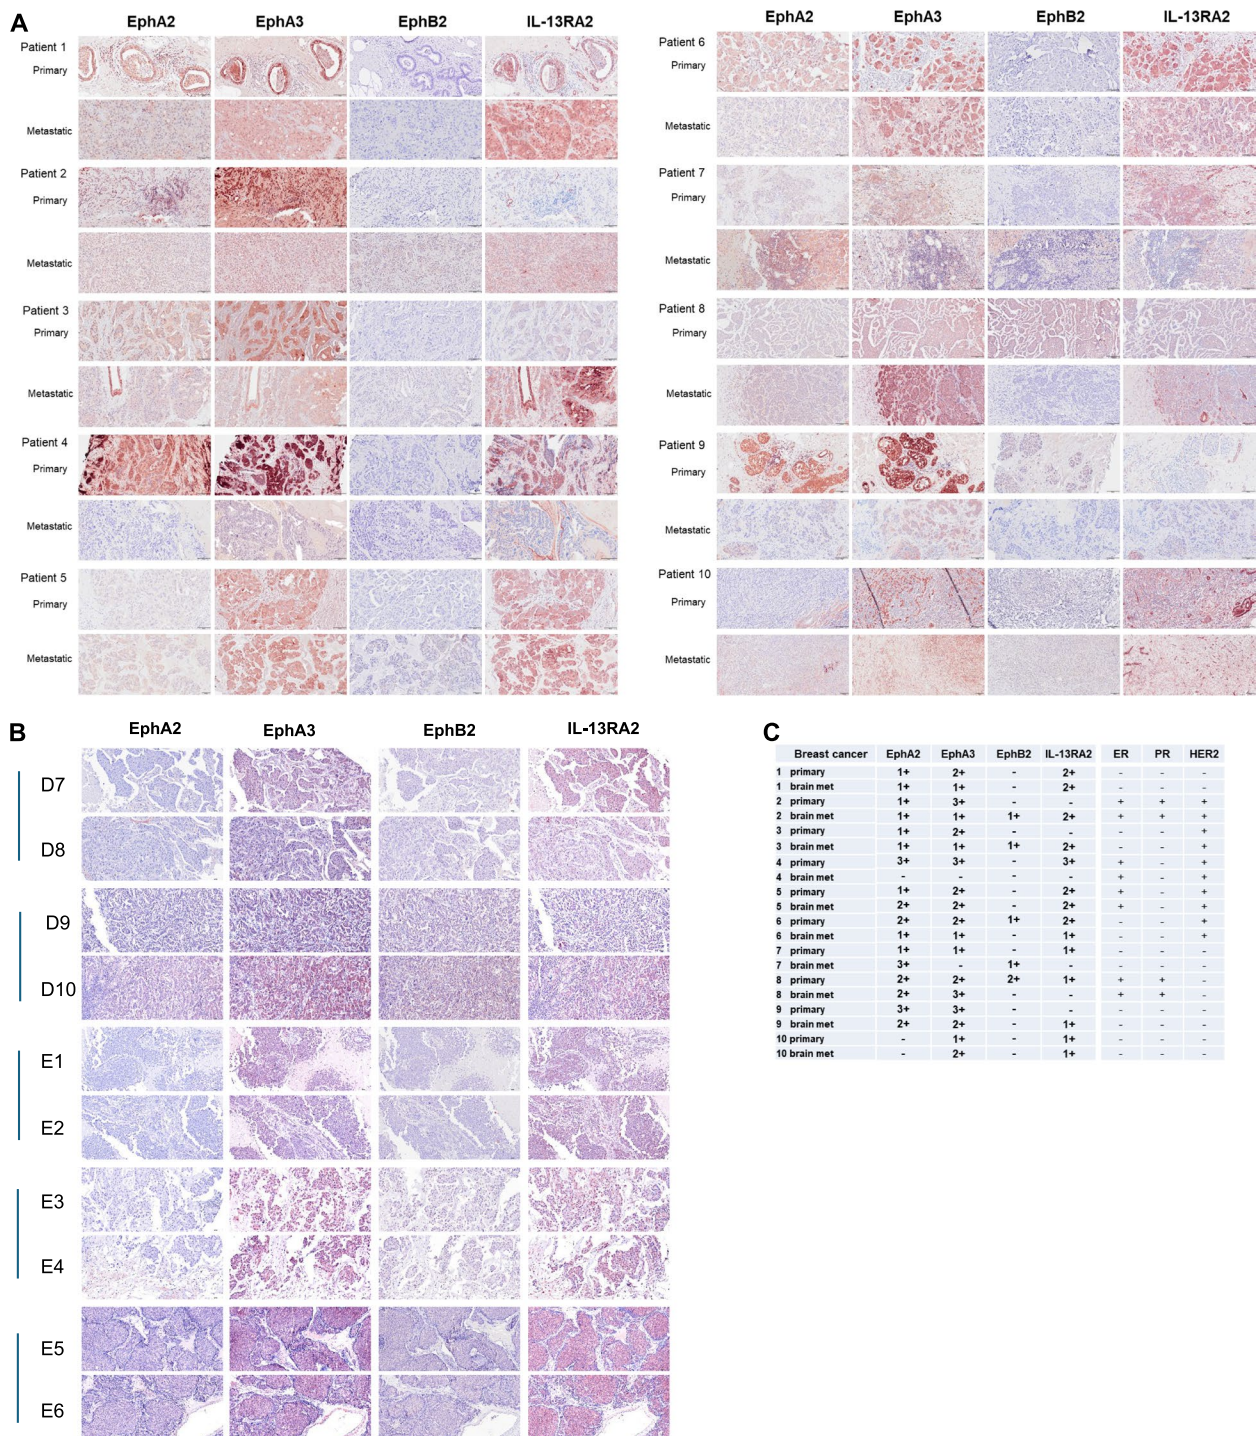 A
EphA2 EphA3 EphB2 IL-13RA2
Patient 1
Primary
Metastatic
Patient 2
Primary
Metastatic
Patient 3
Primary
Metastatic
Patient 4
Primary
Metastatic
Patient 5
Primary
Metastatic
EphA2 EphA3 EphB2 IL-13RA2
Patient 6
Primary
Metastatic
Patient 7
Primary
Metastatic
Patient 8
Primary
Metastatic
Patient 9
Primary
Metastatic
Patient 10
Primary
Metastatic
B
EphA2 EphA3 EphB2 IL-13RA2
D7
D8
D9
D10
E1
E2
E3
E4
E5
E6
C
Breast cancer EphA2 EphA3 EphB2 IL-13RA2 ER PR HER2
1 primary 1+ 2+ - 2+ - - -
1 brain met 1+ 1+ - 2+ - - -
2 primary 1+ 3+ - - + + +
2 brain met 1+ 1+ 1+ 2+ + + +
3 primary 1+ 2+ - - - - +
3 brain met 1+ 1+ 1+ 2+ - - +
4 primary 3+ 3+ - 3+ + - +
4 brain met - - - - + - +
5 primary 1+ 2+ - 2+ + - +
5 brain met 2+ 2+ - 2+ + - +
6 primary 2+ 2+ 1+ 2+ - - +
6 brain met 1+ 1+ - 1+ - - +
7 primary 1+ 1+ - 1+ - - -
7 brain met 3+ - 1+ - - - -
8 primary 2+ 2+ 2+ 1+ + + -
8 brain met 2+ 3+ - - + + -
9 primary 3+ 3+ - - - - -
9 brain met 2+ 2+ - 1+ - - -
10 primary - 1+ - 1+ - - -
10 brain met - 2+ - 1+ - - -